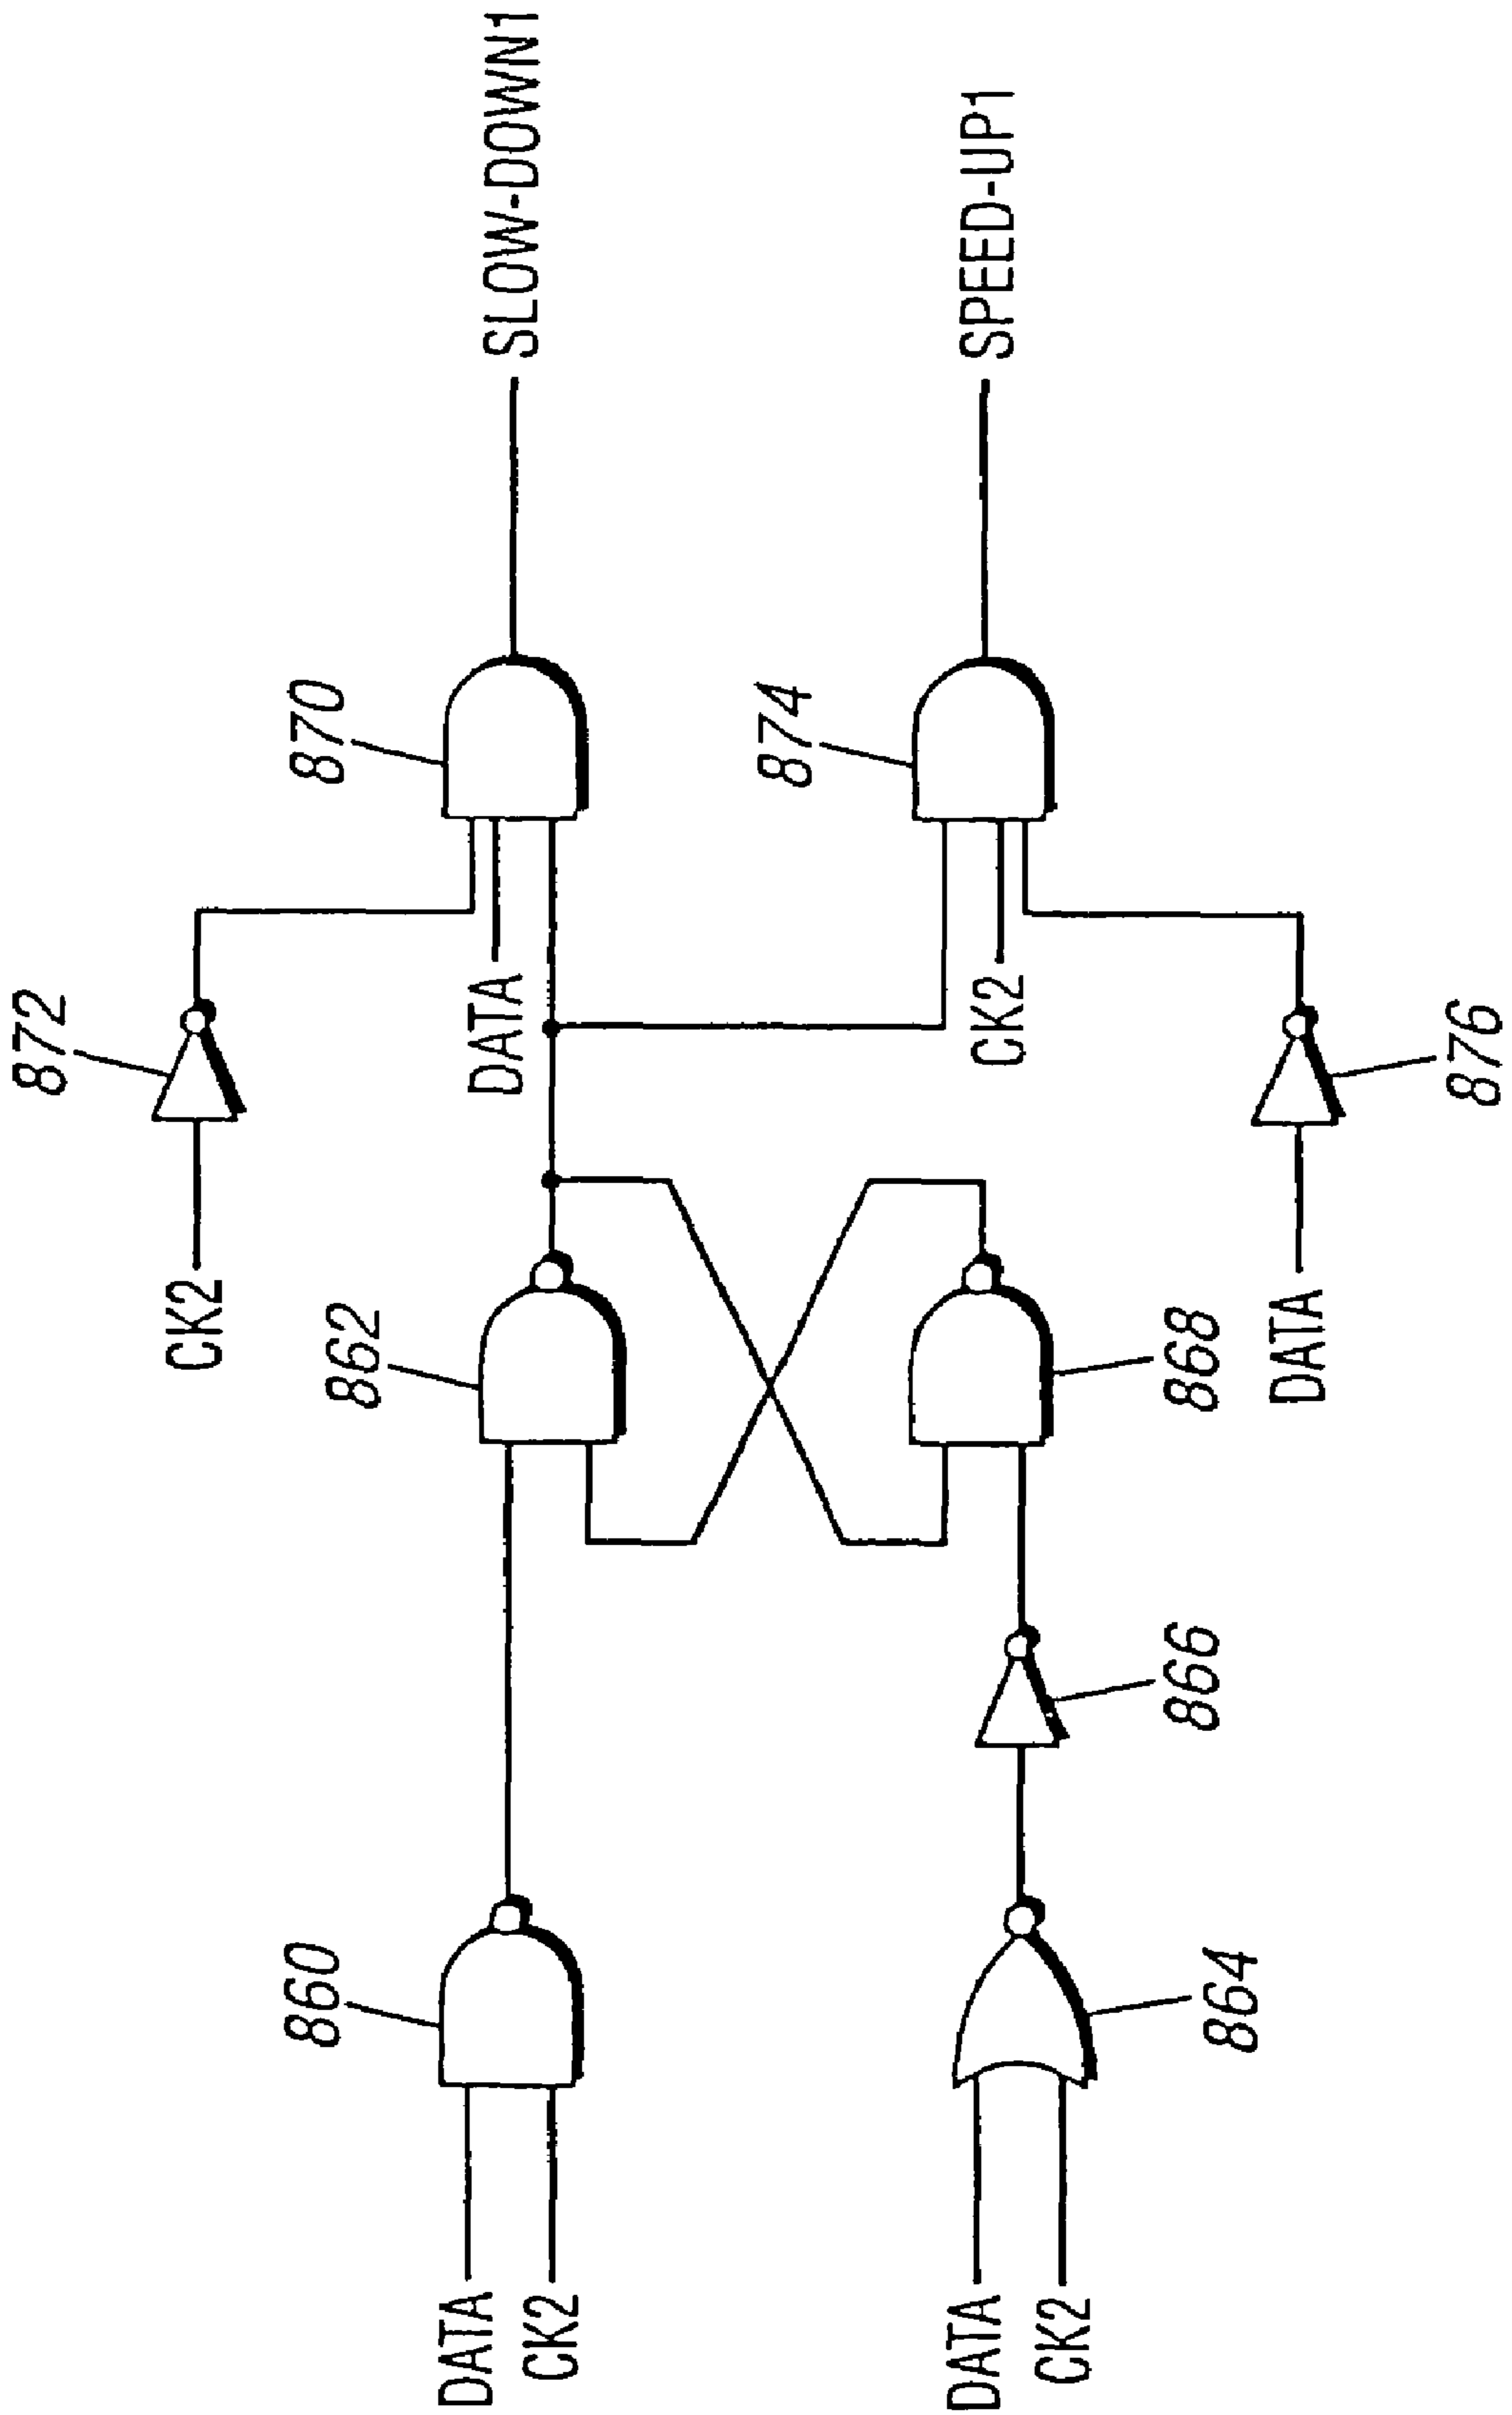 872
CK2
860
870
862
DATA
DATA
SLOW-DOWN1
CK2
874
DATA
SPEED-UP1
CK2
CK2
866
868
864
DATA
876